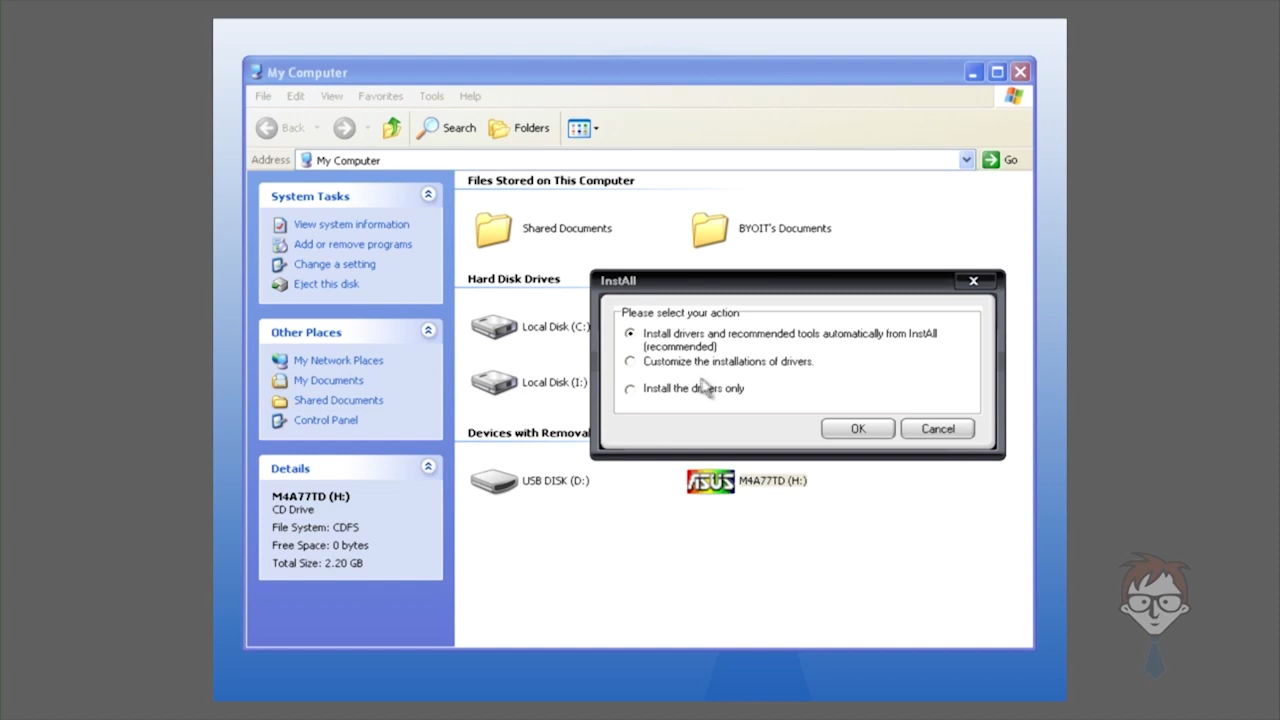 My Computer
File Edit View Favorites Tools Help
Back Search Folders
Address My Computer Go
System Tasks
View system information
Add or remove programs
Change a setting
Eject this disk
Other Places
My Network Places
My Documents
Shared Documents
Control Panel
Details
M4A77TD (H:)
CD Drive
File System: CDFS
Free Space: 0 bytes
Total Size: 2.20 GB
Files Stored on This Computer
Shared Documents BYOIT's Documents
Hard Disk Drives
Local Disk (C:)
Local Disk (I:)
Devices with Removal
USB DISK (D:) ASUS M4A77TD (H:)
InstAll
Please select your action
Install drivers and recommended tools automatically from InstAll
(recommended)
Customize the installations of drivers.
Install the drivers only
OK Cancel